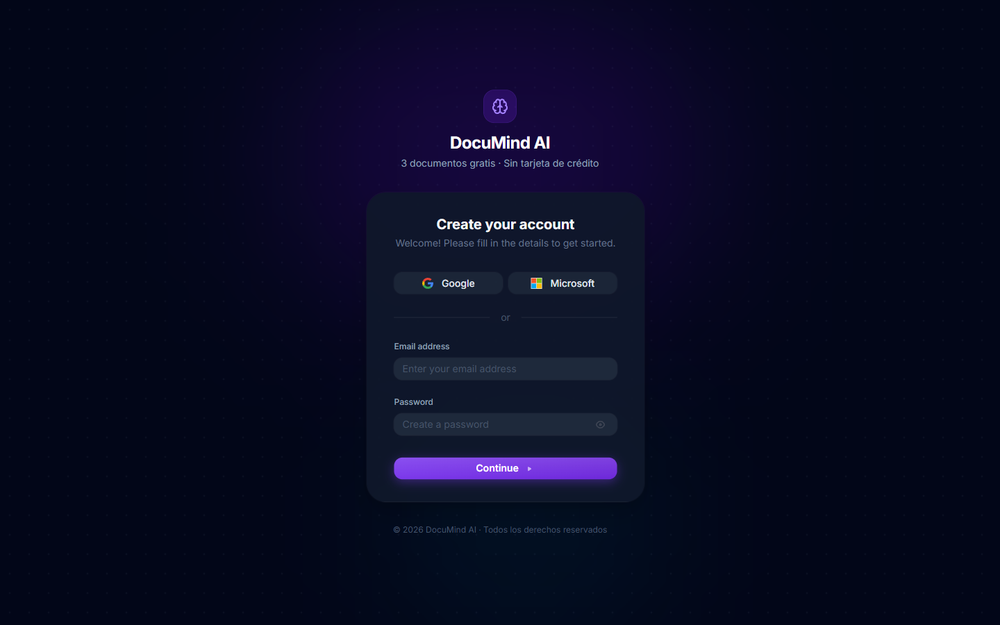 DocuMind AI
3 documentos gratis · Sin tarjeta de crédito
Create your account
Welcome! Please fill in the details to get started.
Google
Microsoft
or
Email address
Enter your email address
Password
Create a password
Continue
© 2026 DocuMind AI · Todos los derechos reservados